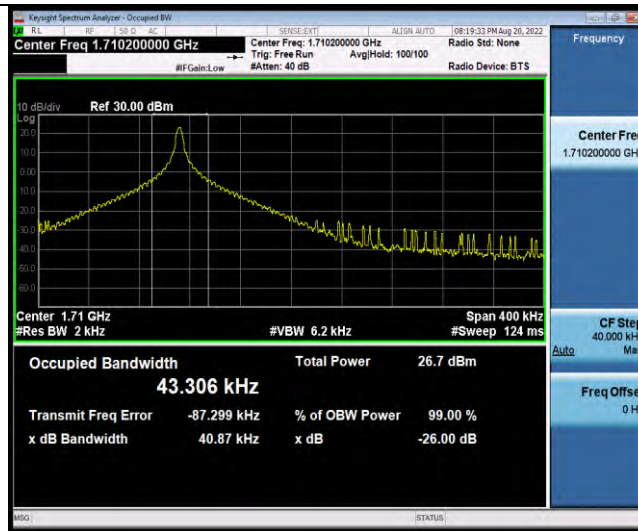 Keysight Spectrum Analyzer - Occupied BW
RL RF 50 Ω AC SENSE:EXT ALIGN AUTO 08:19:33 PM Aug 20, 2022
Center Freq 1.710200000 GHz
Center Freq: 1.710200000 GHz
Radio Std: None
Trig: Free Run Avg|Hold: 100/100
#IFGain:Low
#Atten: 40 dB
Radio Device: BTS
10 dB/div Ref 30.00 dBm
Log
20.0
10.0
0.00
-10.0
-20.0
-30.0
-40.0
-50.0
-60.0
Center 1.71 GHz Span 400 kHz
#Res BW 2 kHz #VBW 6.2 kHz #Sweep 124 ms
Occupied Bandwidth Total Power 26.7 dBm
43.306 kHz
Transmit Freq Error -87.299 kHz % of OBW Power 99.00 %
x dB Bandwidth 40.87 kHz x dB -26.00 dB
MSG STATUS
Frequency
Center Fre
1.710200000 GH
CF Step
40.000 kH
Auto Ma
Freq Offse
0 H